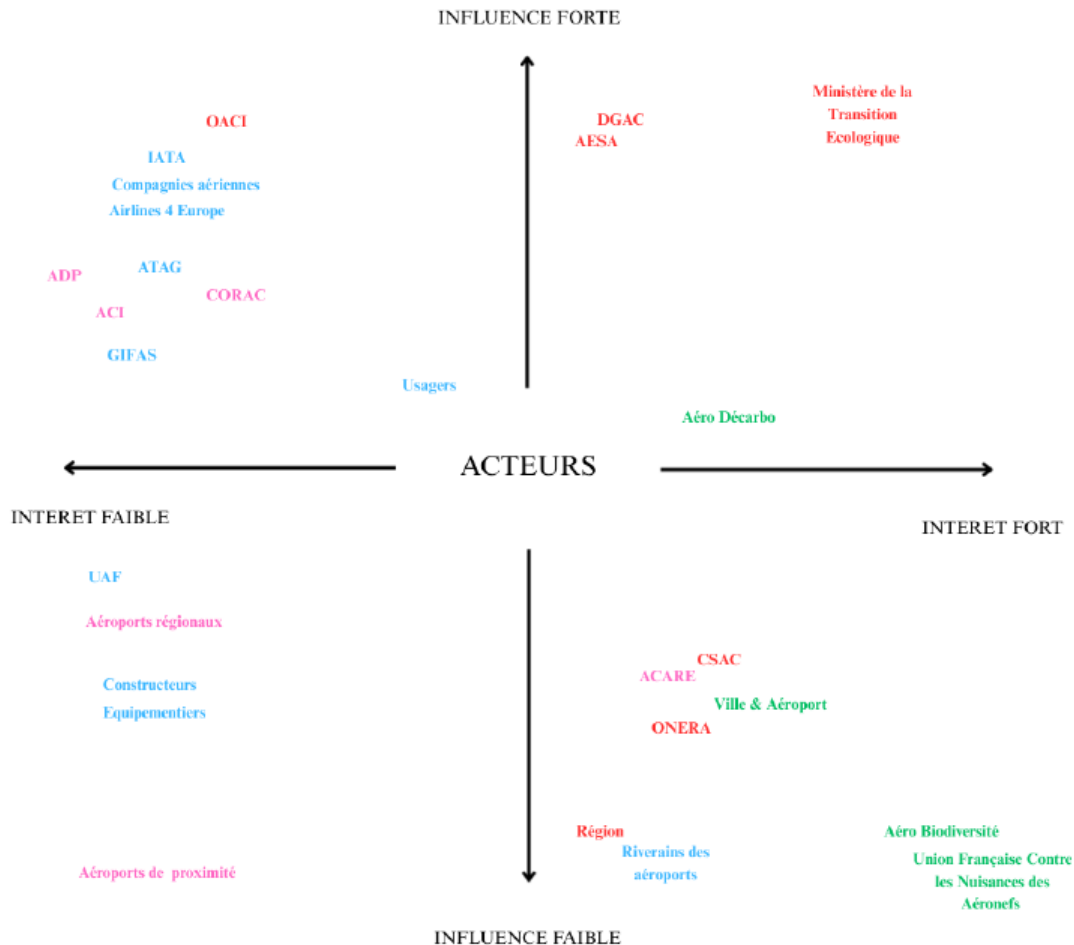 INFLUENCE FORTE
Ministère de la
Transition
Ecologique
OACI
DGAC
AESA
IATA
Compagnies aériennes
Airlines 4 Europe
ATAG
ADP
CORAC
ACI
GIFAS
Usagers
Aéro Décarbo
ACTEURS
INTERET FAIBLE
INTERET FORT
UAF
Aéroports régionaux
Constructeurs
Equipementiers
CSAC
ACARE
Ville & Aéroport
ONERA
Région
Riverains des
aéroports
Aéro Biodiversité
Union Française Contre
les Nuisances des
Aéronefs
Aéroports de proximité
INFLUENCE FAIBLE